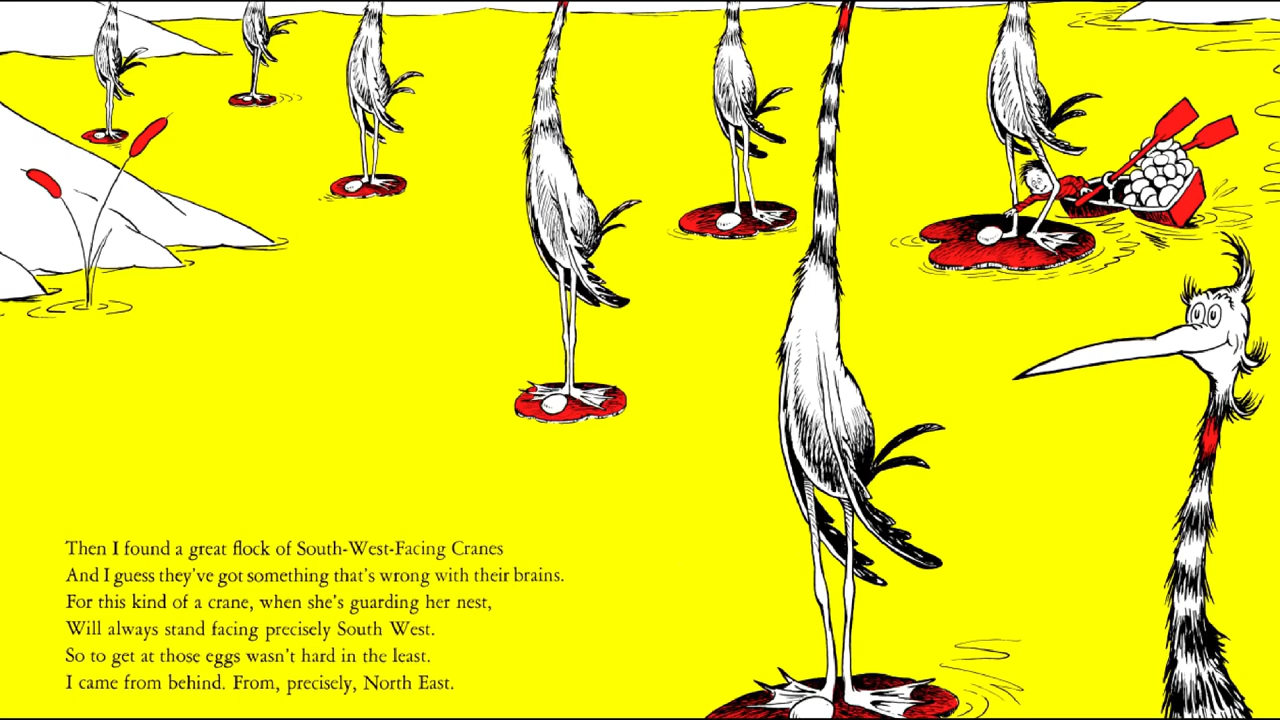 Then I found a great flock of South-West-Facing Cranes
And I guess they've got something that's wrong with their brains.
For this kind of a crane, when she's guarding her nest,
Will always stand facing precisely South West.
So to get at those eggs wasn't hard in the least.
I came from behind. From, precisely, North East.